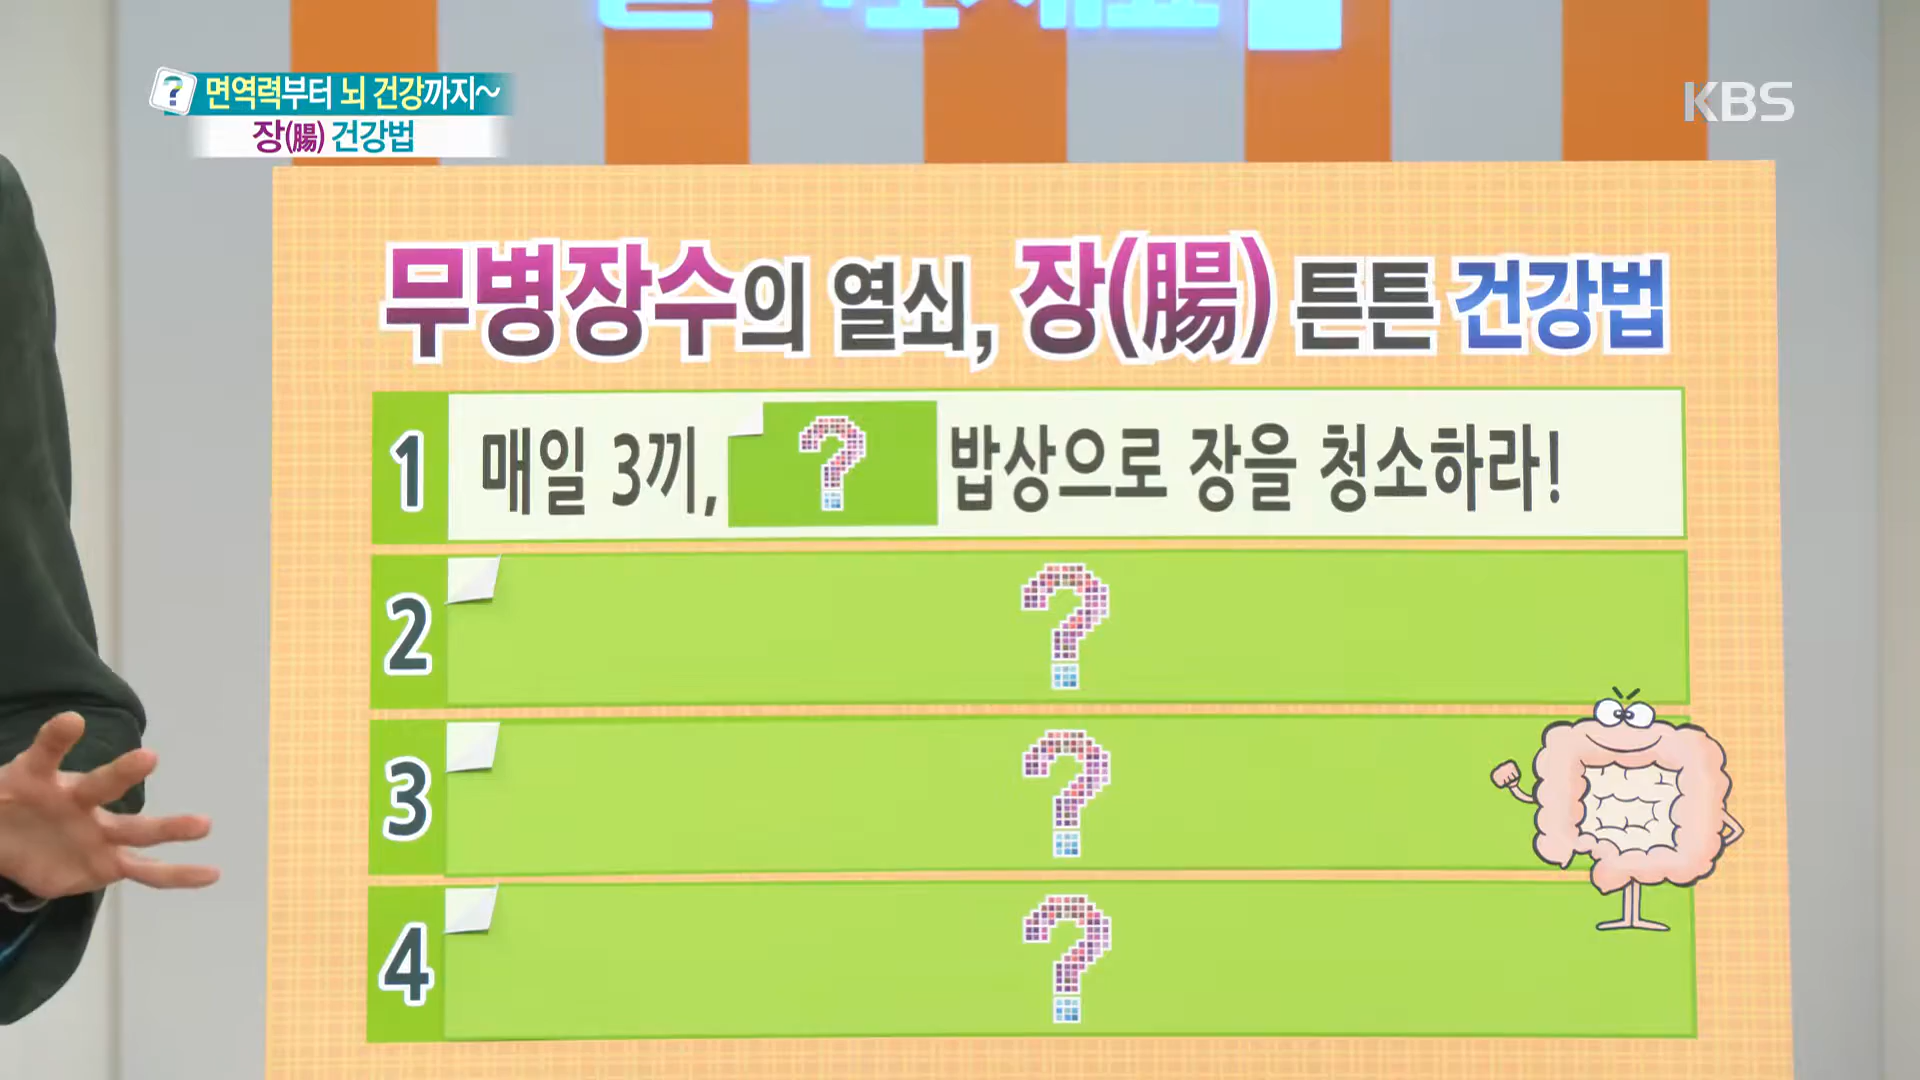 면역력부터 뇌 건강까지~
장(腸) 건강법
KBS
무병장수의 열쇠, 장(腸) 튼튼 건강법
1 매일 3끼, ? 밥상으로 장을 청소하라!
2 ?
3 ?
4 ?